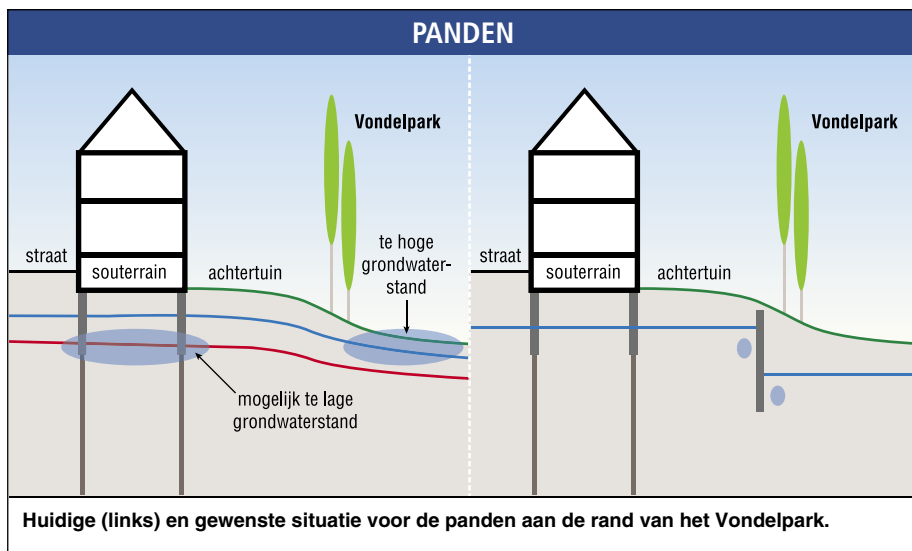 PANDEN
Vondelpark
straat
souterrain
achtertuin
te hoge
grondwater-
stand
mogelijk te lage
grondwaterstand
Vondelpark
straat
souterrain
achtertuin
Huidige (links) en gewenste situatie voor de panden aan de rand van het Vondelpark.